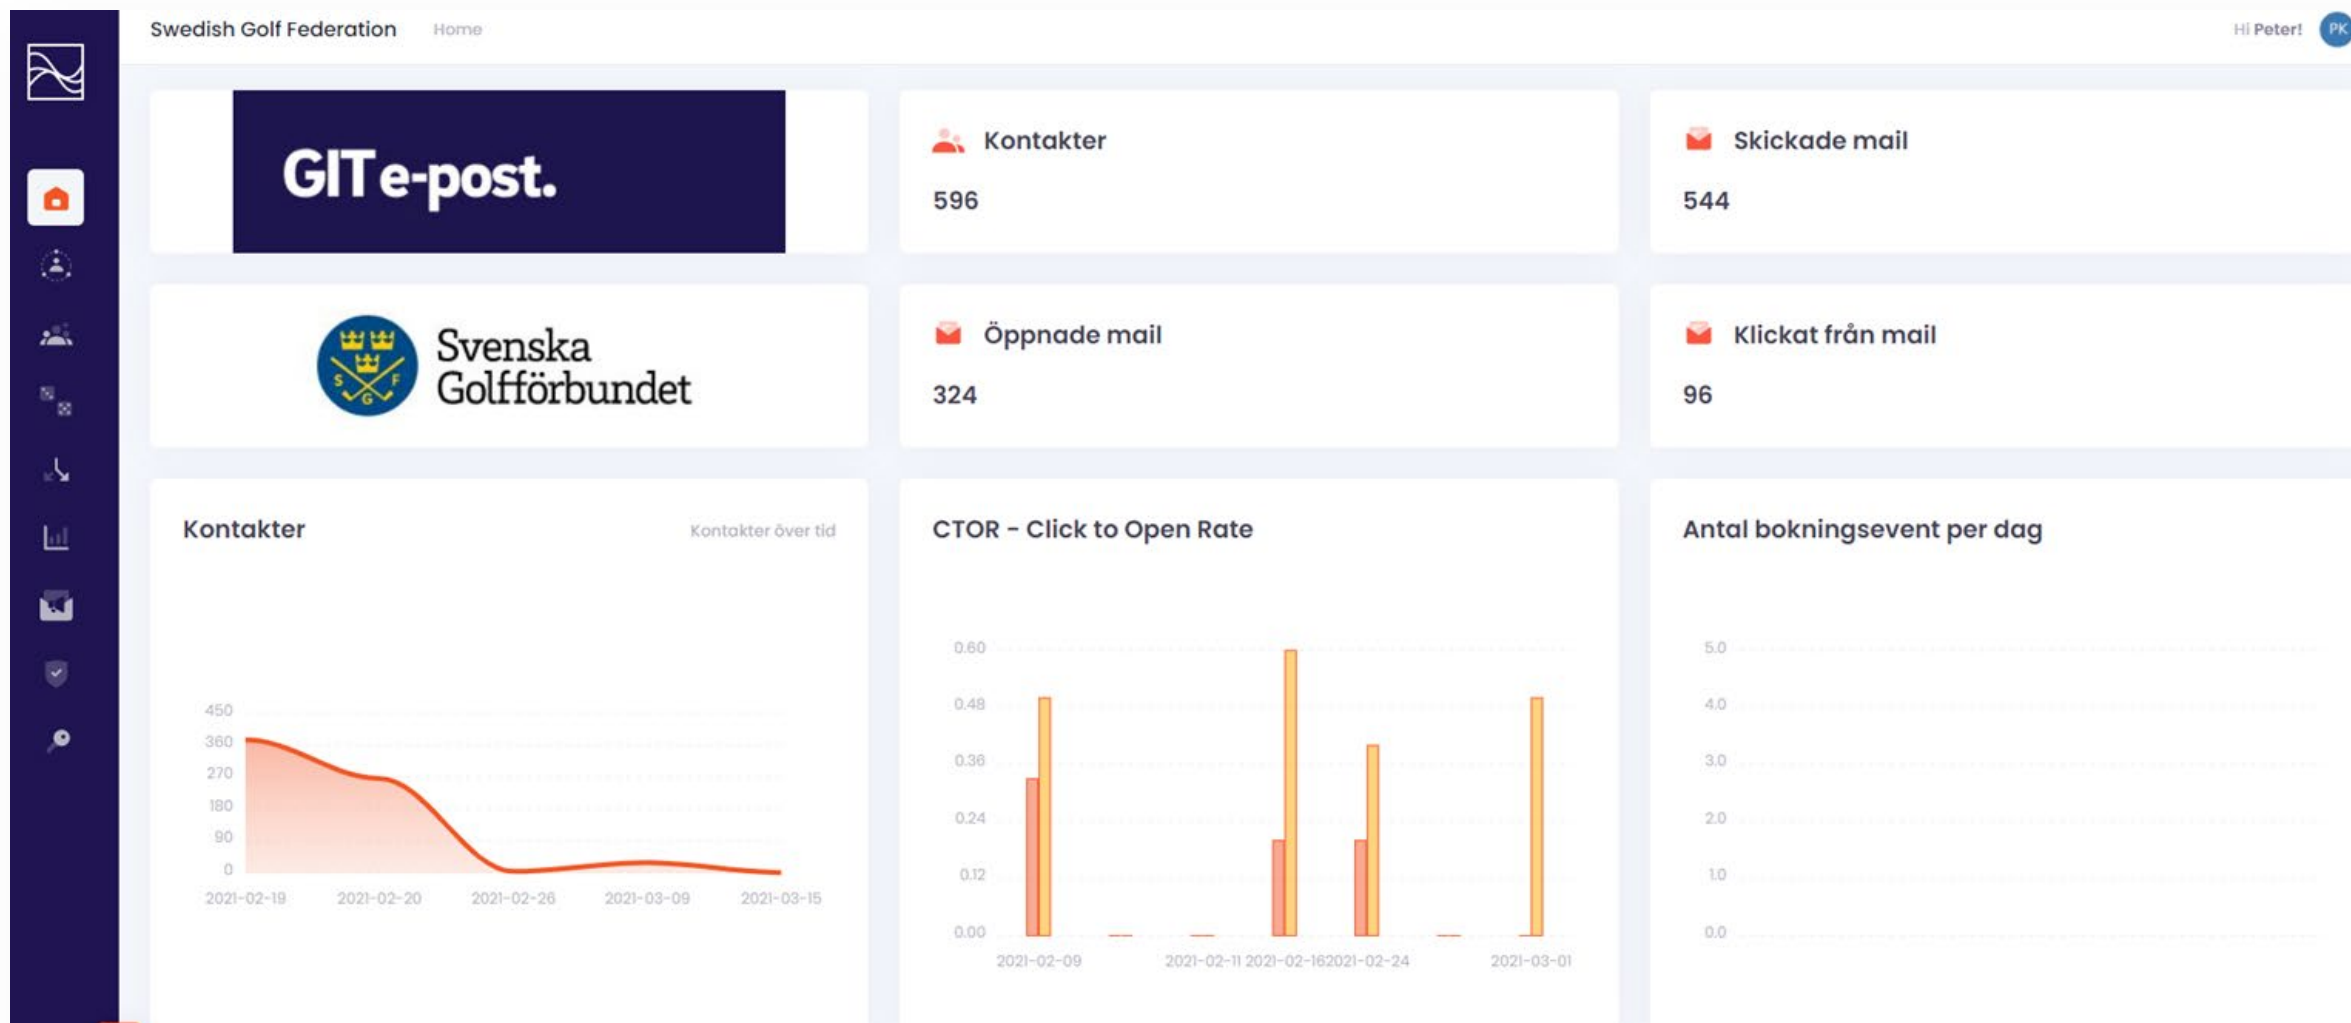 Swedish Golf Federation Home
Hi Peter! PK
GIT e-post.
Kontakter
596
Skickade mail
544
Svenska
Golfförbundet
S F
G
Öppnade mail
324
Klickat från mail
96
Kontakter
Kontakter över tid
450
360
270
180
90
0
2021-02-19 2021-02-20 2021-02-26 2021-03-09 2021-03-15
CTOR - Click to Open Rate
0.60
0.48
0.36
0.24
0.12
0.00
2021-02-09 2021-02-11 2021-02-16 2021-02-24 2021-03-01
Antal bokningsevent per dag
5.0
4.0
3.0
2.0
1.0
0.0